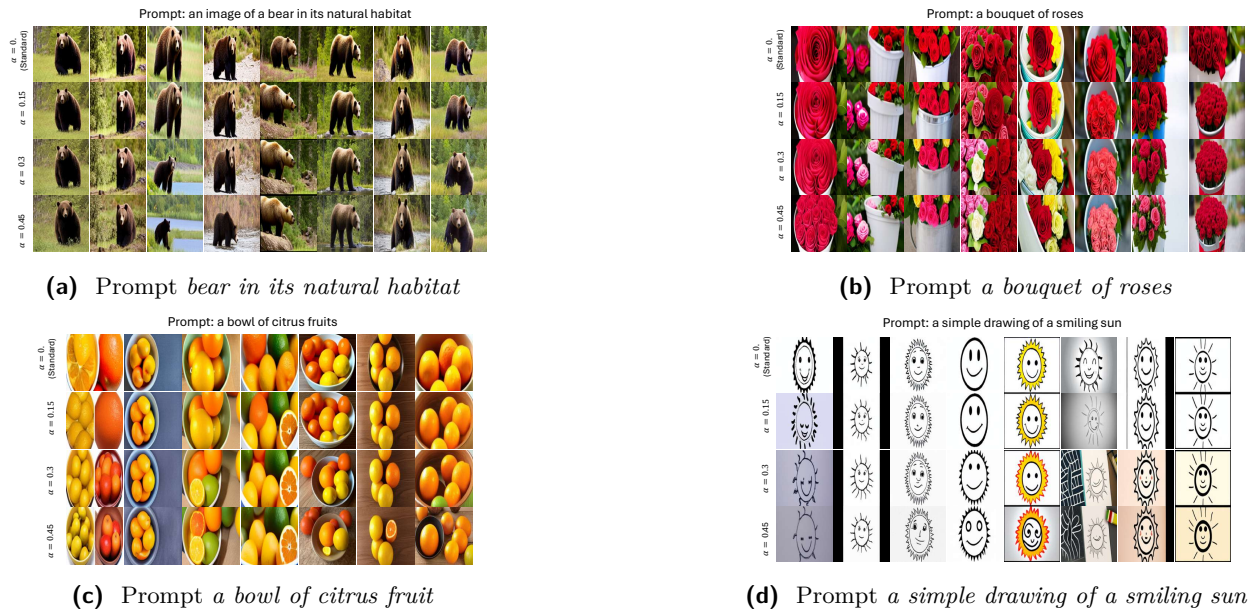 Prompt: an image of a bear in its natural habitat
α = 0.
(Standard)
α = 0.15
α = 0.3
α = 0.45
(a) Prompt bear in its natural habitat
Prompt: a bouquet of roses
α = 0.
(Standard)
α = 0.15
α = 0.3
α = 0.45
(b) Prompt a bouquet of roses
Prompt: a bowl of citrus fruits
α = 0.
(Standard)
α = 0.15
α = 0.3
α = 0.45
(c) Prompt a bowl of citrus fruit
Prompt: a simple drawing of a smiling sun
α = 0.
(Standard)
α = 0.15
α = 0.3
α = 0.45
(d) Prompt a simple drawing of a smiling sun